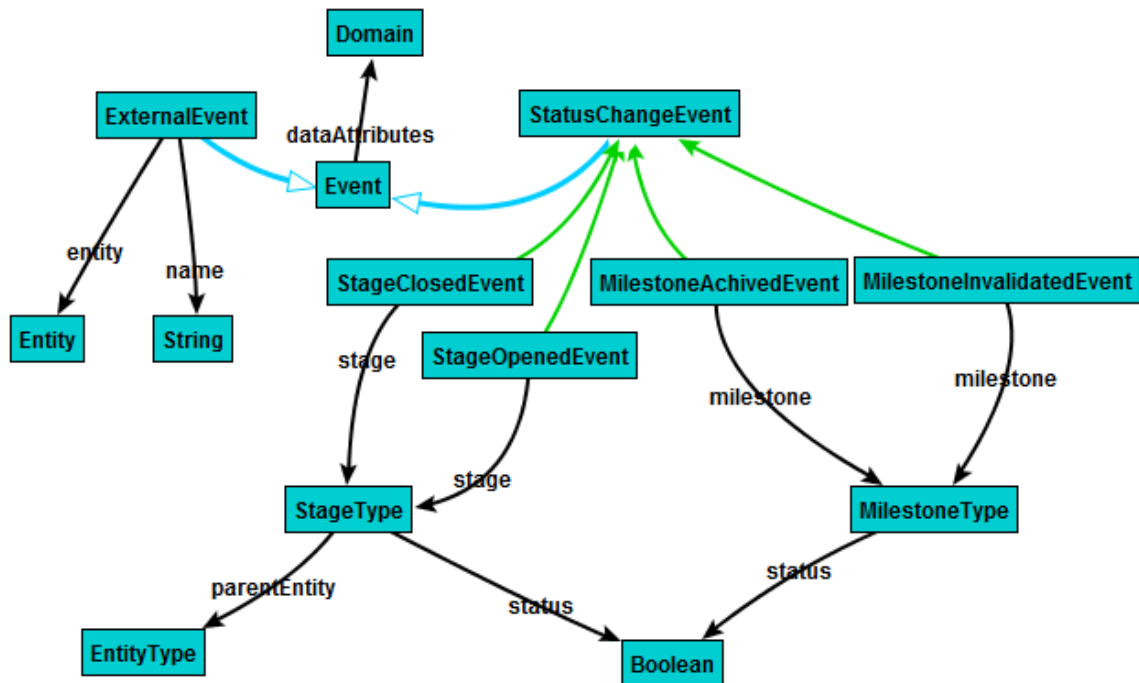 Domain
ExternalEvent
StatusChangeEvent
dataAttributes
Event
entity
name
StageClosedEvent
MilestoneAchivedEvent
MilestoneInvalidatedEvent
Entity
String
stage
StageOpenedEvent
milestone
milestone
stage
StageType
MilestoneType
parentEntity
status
status
EntityType
Boolean